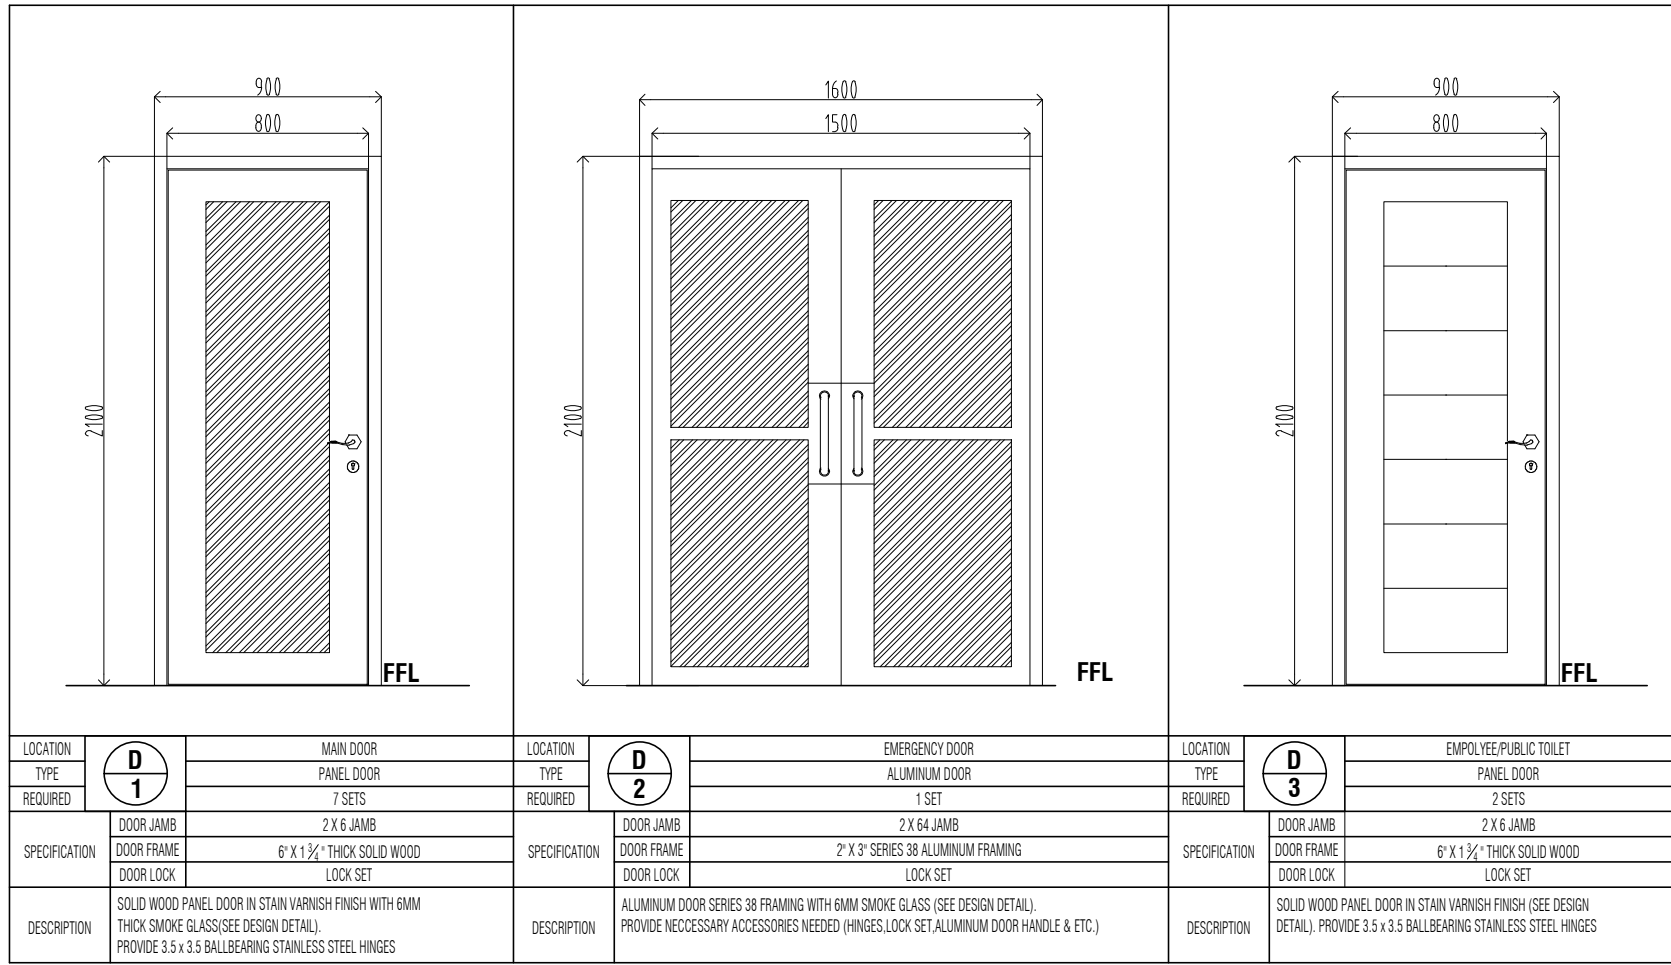 900
800
2100
FFL
1600
1500
2100
FFL
900
800
2100
FFL
LOCATION
D
1
MAIN DOOR
TYPE
PANEL DOOR
REQUIRED
7 SETS
SPECIFICATION
DOOR JAMB
2 X 6 JAMB
DOOR FRAME
6" X 1 3/4 " THICK SOLID WOOD
DOOR LOCK
LOCK SET
DESCRIPTION
SOLID WOOD PANEL DOOR IN STAIN VARNISH FINISH WITH 6MM
THICK SMOKE GLASS(SEE DESIGN DETAIL).
PROVIDE 3.5 x 3.5 BALLBEARING STAINLESS STEEL HINGES
LOCATION
D
2
EMERGENCY DOOR
TYPE
ALUMINUM DOOR
REQUIRED
1 SET
SPECIFICATION
DOOR JAMB
2 X 64 JAMB
DOOR FRAME
2" X 3" SERIES 38 ALUMINUM FRAMING
DOOR LOCK
LOCK SET
DESCRIPTION
ALUMINUM DOOR SERIES 38 FRAMING WITH 6MM SMOKE GLASS (SEE DESIGN DETAIL).
PROVIDE NECCESSARY ACCESSORIES NEEDED (HINGES,LOCK SET,ALUMINUM DOOR HANDLE & ETC.)
LOCATION
D
3
EMPOLYEE/PUBLIC TOILET
TYPE
PANEL DOOR
REQUIRED
2 SETS
SPECIFICATION
DOOR JAMB
2 X 6 JAMB
DOOR FRAME
6" X 1 3/4 " THICK SOLID WOOD
DOOR LOCK
LOCK SET
DESCRIPTION
SOLID WOOD PANEL DOOR IN STAIN VARNISH FINISH (SEE DESIGN
DETAIL). PROVIDE 3.5 x 3.5 BALLBEARING STAINLESS STEEL HINGES